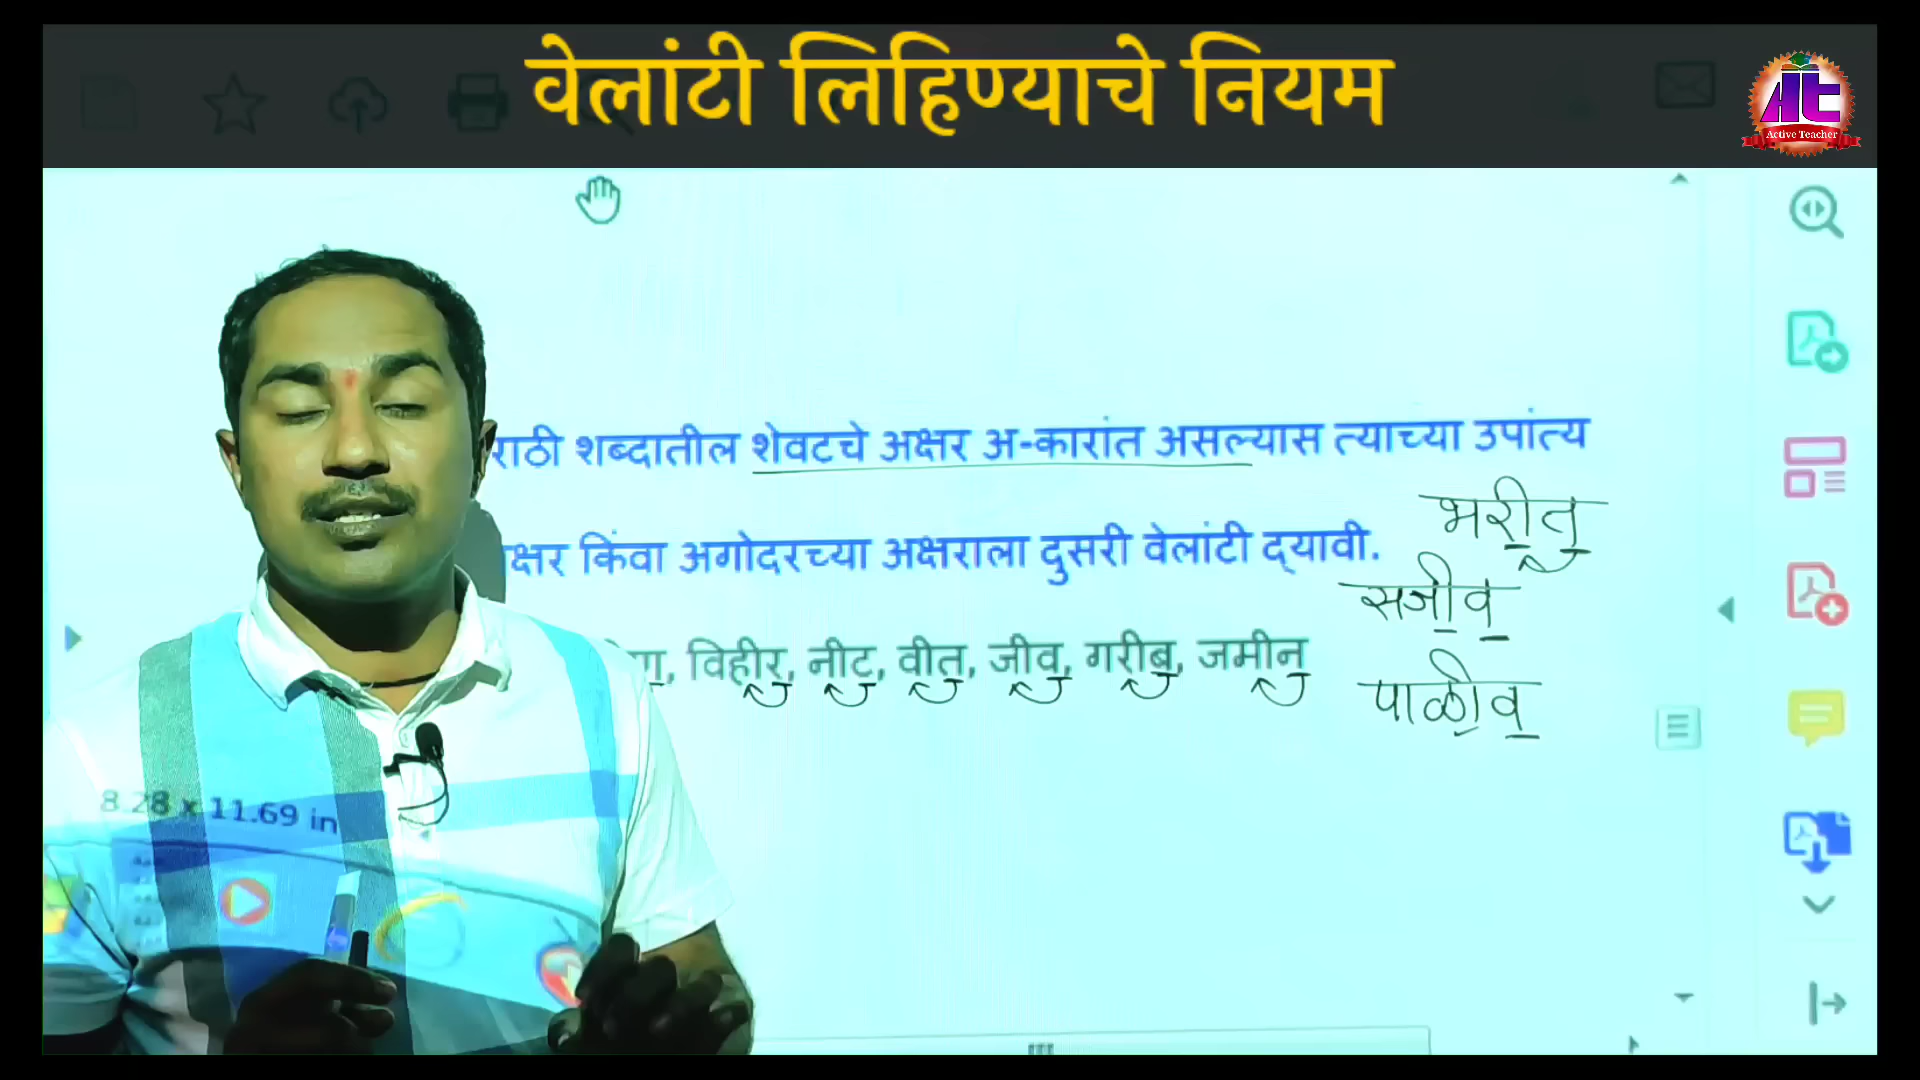 वेलांटी लिहिण्याचे नियम
At
Active Teacher
राठी शब्दातील शेवटचे अक्षर अ-कारांत असल्यास त्याच्या उपांत्य
क्षर किंवा अगोदरच्या अक्षराला दुसरी वेलांटी द्यावी.
विहीर, नीट, वीत, जीव, गरीब, जमीन
भरीत
सजीव
पाळीव
8.28 x 11.69 in